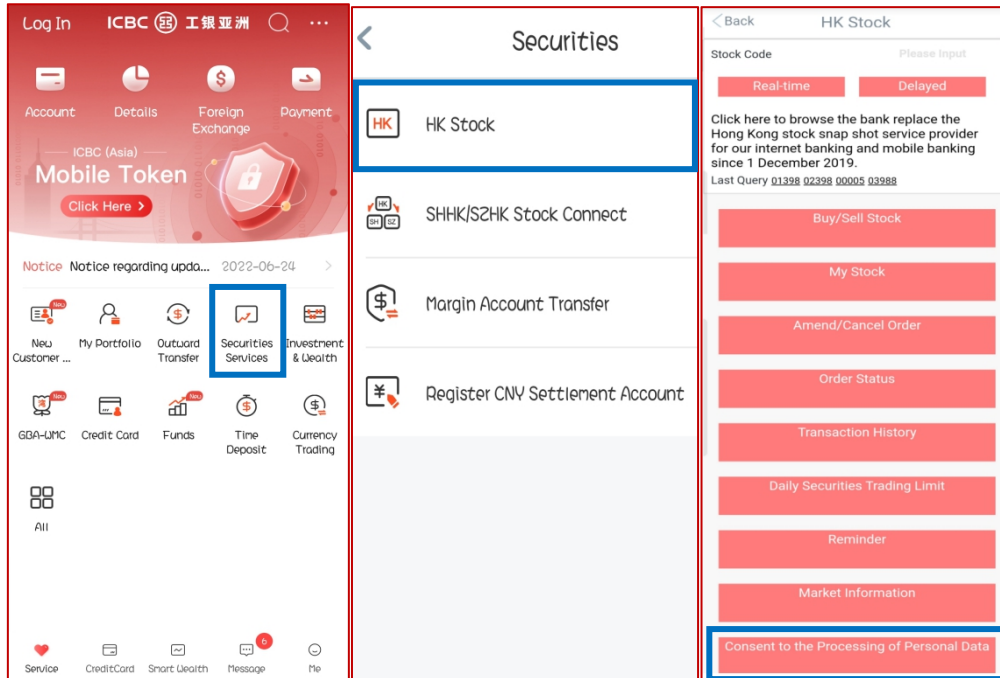 Log In
ICBC 工银亚洲
Account
Details
Foreign
Exchange
Payment
ICBC (Asia)
Mobile Token
Click Here >
Notice Notice regarding upda... 2022-06-24 >
New
New
Customer ...
My Portfolio
Outward
Transfer
Securities
Services
Investment
& Wealth
New
GBA-WMC
Credit Card
New
Funds
Time
Deposit
Currency
Trading
All
Service
CreditCard
Smart Wealth
6
Message
Me
Securities
HK
HK Stock
HK
SH SZ
SHHK/SZHK Stock Connect
Margin Account Transfer
Register CNY Settlement Account
Back
HK Stock
Stock Code
Please Input
Real-time
Delayed
Click here to browse the bank replace the
Hong Kong stock snap shot service provider
for our internet banking and mobile banking
since 1 December 2019.
Last Query 01398 02398 00005 03988
Buy/Sell Stock
My Stock
Amend/Cancel Order
Order Status
Transaction History
Daily Securities Trading Limit
Reminder
Market Information
Consent to the Processing of Personal Data